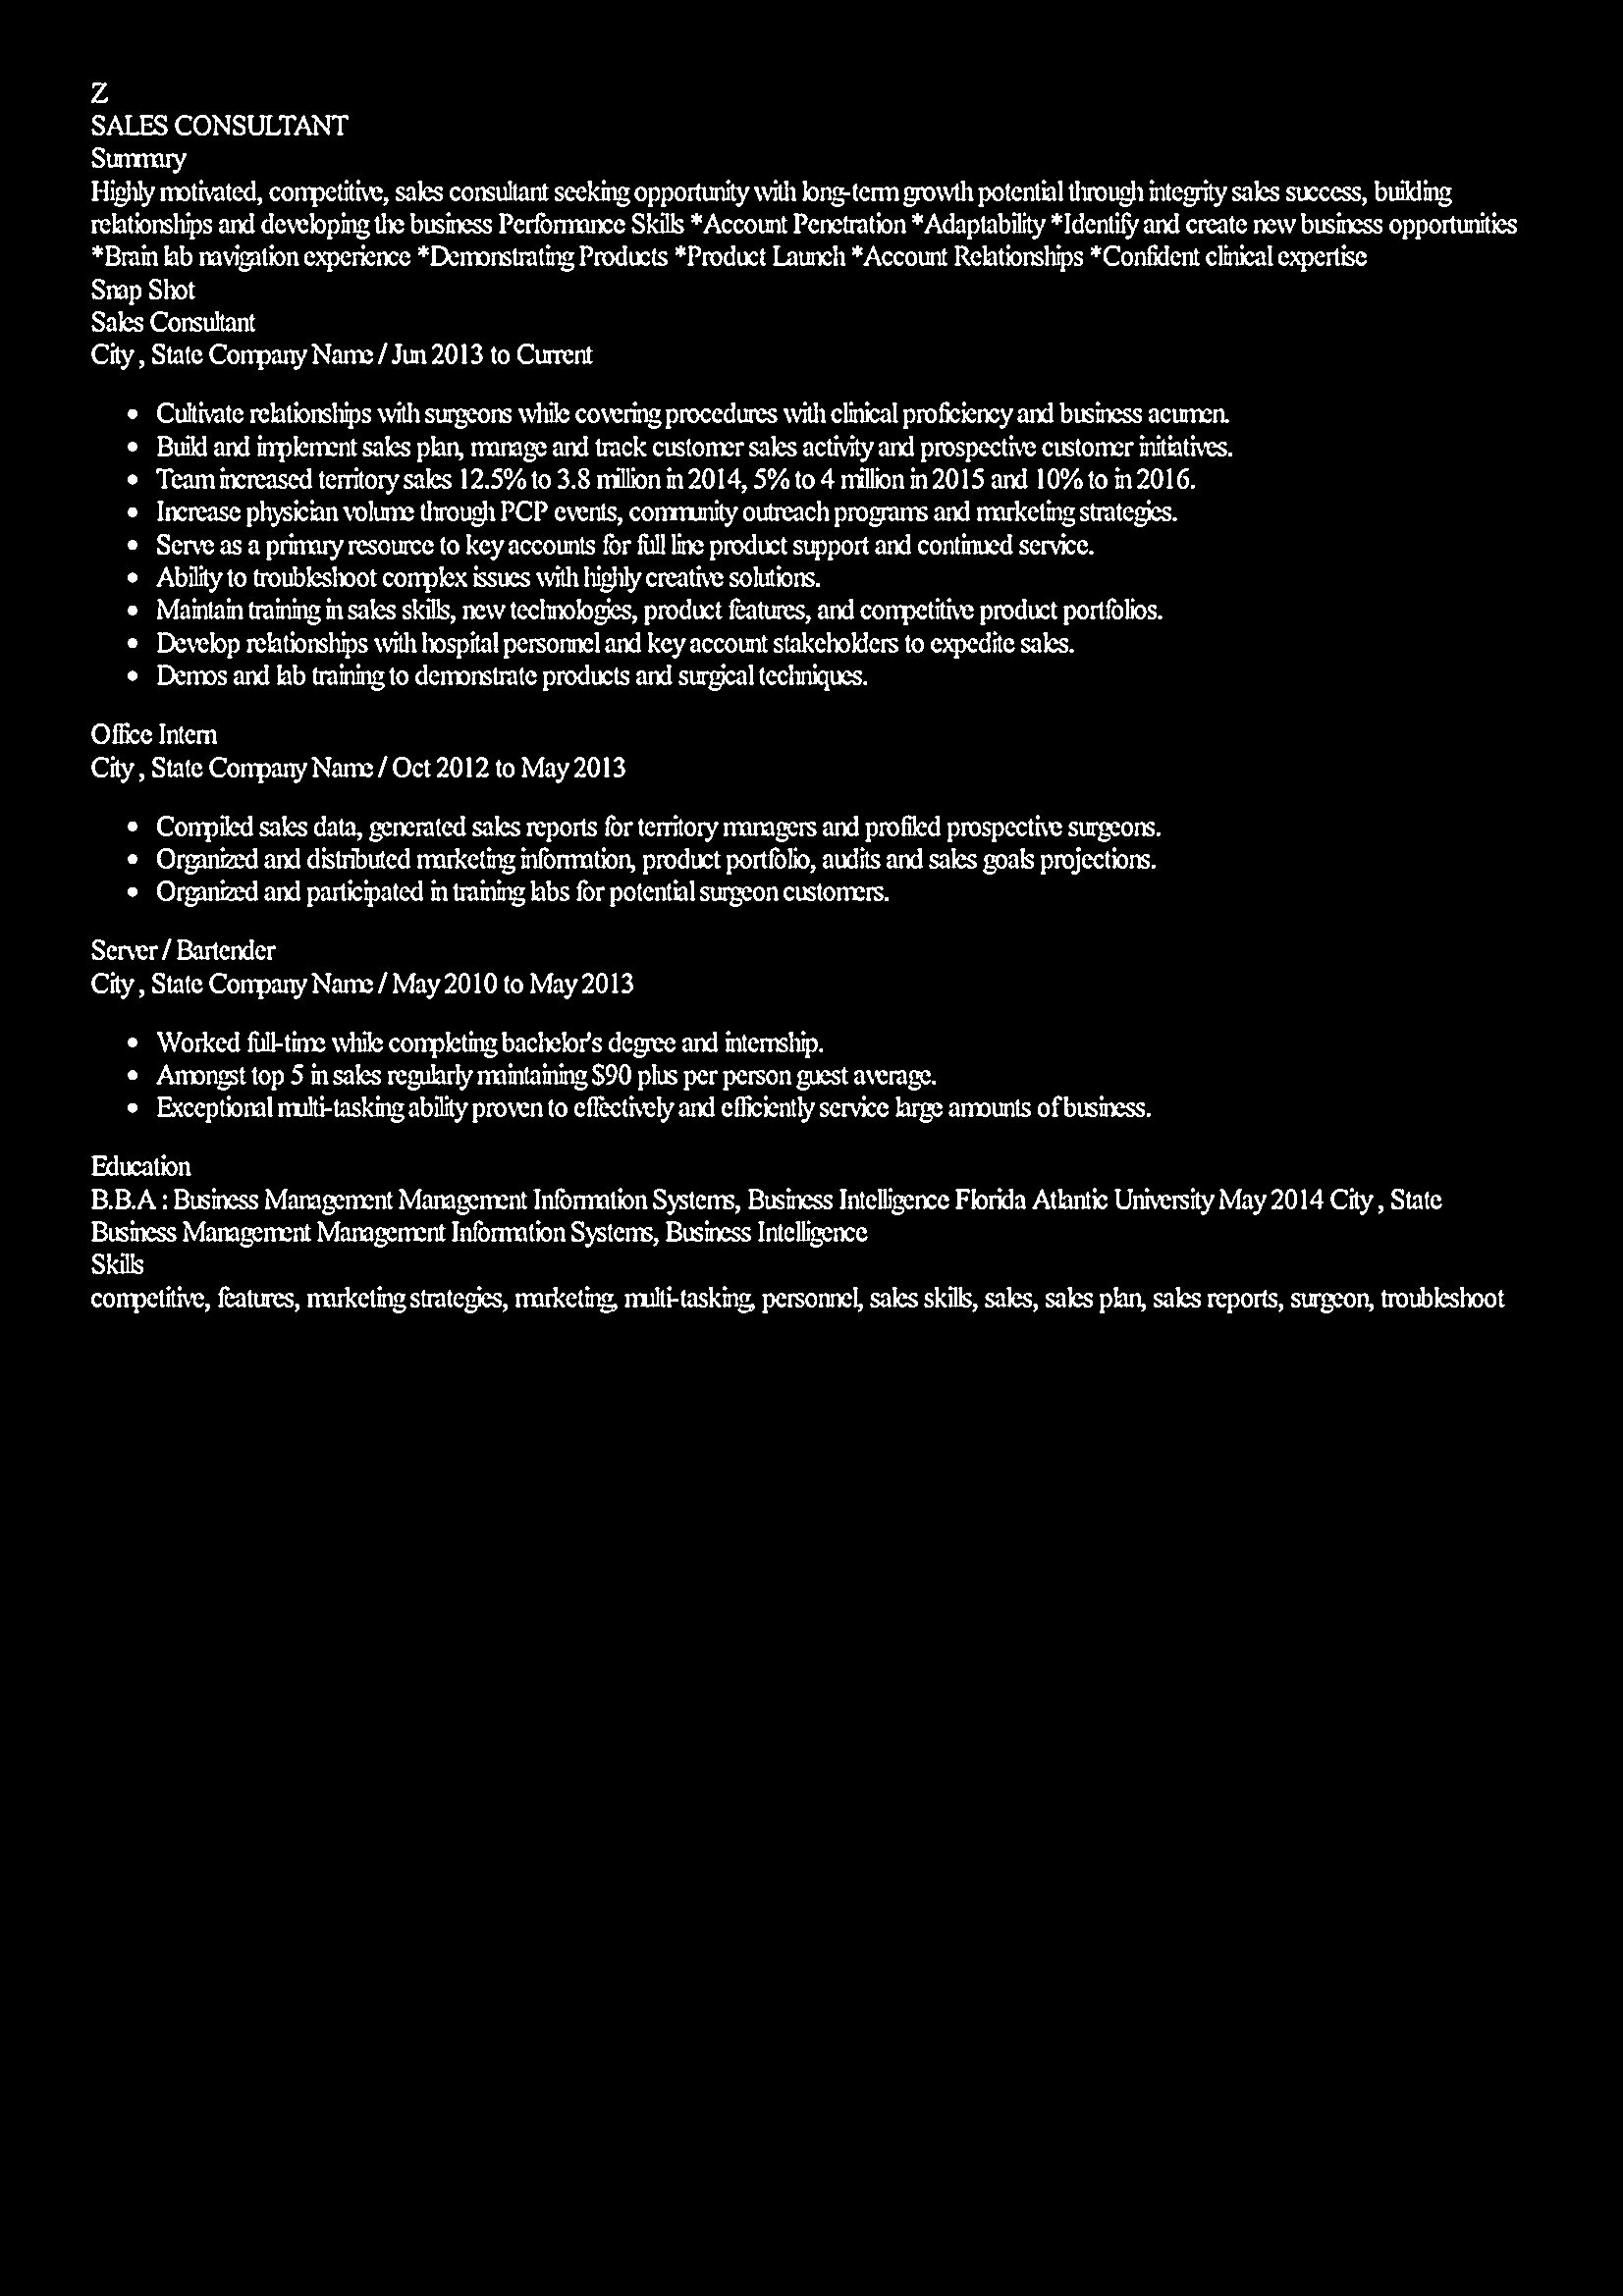 Z
SALES CONSULTANT
Summary
Highly motivated, competitive, sales consultant seeking opportunity with long-term growth potential through integrity sales success, building
relationships and developing the business Performance Skills *Account Penetration *Adaptability *Identify and create new business opportunities
*Brain lab navigation experience *Demonstrating Products *Product Launch *Account Relationships *Confident clinical expertise
Snap Shot
Sales Consultant
City , State Company Name / Jun 2013 to Current
• Cultivate relationships with surgeons while covering procedures with clinical proficiency and business acumen.
• Build and implement sales plan, manage and track customer sales activity and prospective customer initiatives.
• Team increased territory sales 12.5% to 3.8 million in 2014, 5% to 4 million in 2015 and 10% to in 2016.
• Increase physician volume through PCP events, community outreach programs and marketing strategies.
• Serve as a primary resource to key accounts for full line product support and continued service.
• Ability to troubleshoot complex issues with highly creative solutions.
• Maintain training in sales skills, new technologies, product features, and competitive product portfolios.
• Develop relationships with hospital personnel and key account stakeholders to expedite sales.
• Demos and lab training to demonstrate products and surgical techniques.
Office Intern
City , State Company Name / Oct 2012 to May 2013
• Compiled sales data, generated sales reports for territory managers and profiled prospective surgeons.
• Organized and distributed marketing information, product portfolio, audits and sales goals projections.
• Organized and participated in training labs for potential surgeon customers.
Server / Bartender
City , State Company Name / May 2010 to May 2013
• Worked full-time while completing bachelor's degree and internship.
• Amongst top 5 in sales regularly maintaining $90 plus per person guest average.
• Exceptional multi-tasking ability proven to effectively and efficiently service large amounts of business.
Education
B.B.A : Business Management Management Information Systems, Business Intelligence Florida Atlantic University May 2014 City , State
Business Management Management Information Systems, Business Intelligence
Skills
competitive, features, marketing strategies, marketing, multi-tasking, personnel, sales skills, sales, sales plan, sales reports, surgeon, troubleshoot